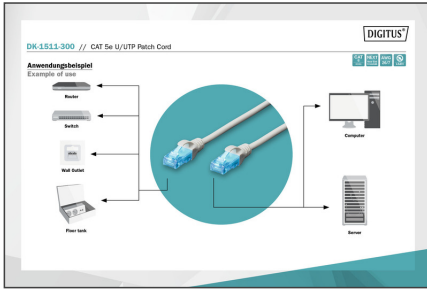 DIGITUS®
DK-1511-300 // CAT 5e U/UTP Patch Cord
Anwendungsbeispiel
Example of use
Router
Switch
Wall Outlet
Floor tank
Computer
Server